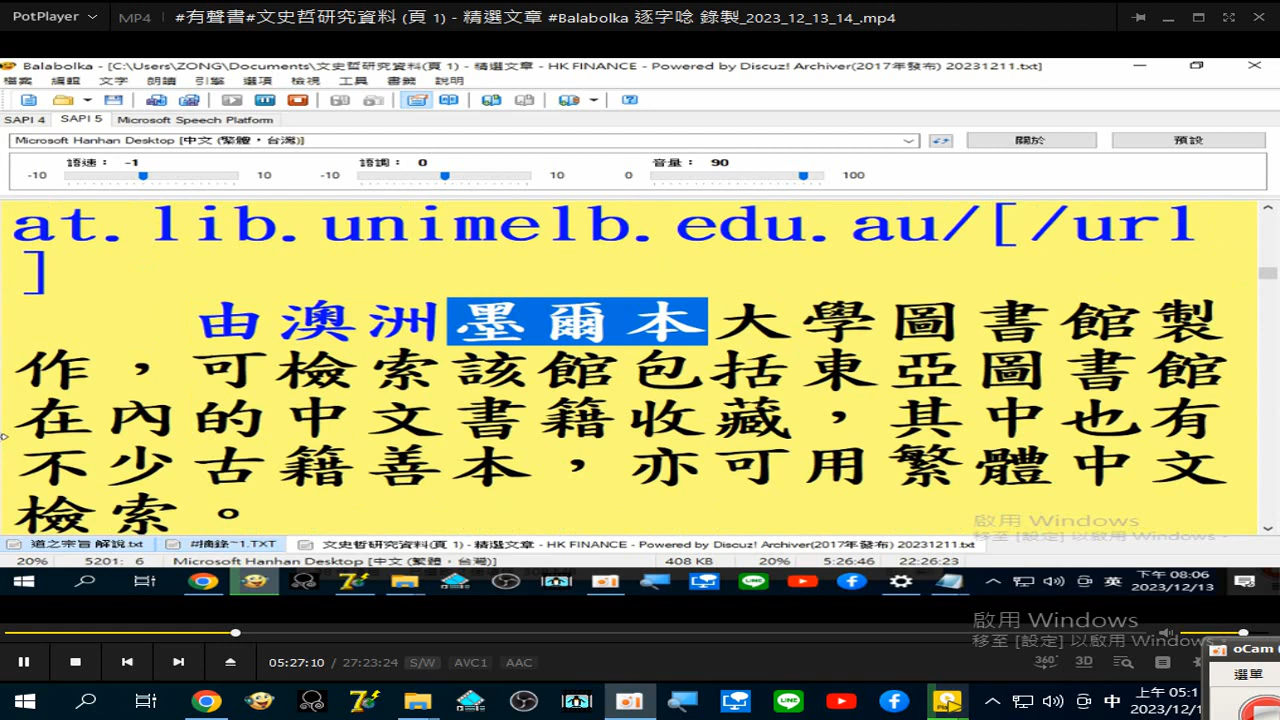 PotPlayer MP4 #有聲書#文史哲研究資料 (頁 1) - 精選文章 #Balabolka 逐字唸 錄製_2023_12_13_14_.mp4
Balabolka - [C:\Users\ZONG\Documents\文史哲研究資料(頁 1) - 精選文章 - HK FINANCE - Powered by Discuz! Archiver(2017年發布) 20231211.txt]
檔案 編輯 文字 朗讀 引擎 選項 檢視 工具 書籤 說明
SAPI 4 SAPI 5 Microsoft Speech Platform
Microsoft Hanhan Desktop [中文 (繁體，台灣)] 關於 預設
語速： -1 語調： 0 音量： 90
-10 10 -10 10 0 100
at.lib.unimelb.edu.au/[/url
]
由澳洲墨爾本大學圖書館製
作，可檢索該館包括東亞圖書館
在內的中文書籍收藏，其中也有
不少古籍善本，亦可用繁體中文
檢索。
啟用 Windows
移至 [設定] 以啟用 Windows。
道之宗旨 解說.txt #摘錄~1.TXT 文史哲研究資料(頁 1) - 精選文章 - HK FINANCE - Powered by Discuz! Archiver(2017年發布) 20231211.txt
20% 5201: 6 Microsoft Hanhan Desktop [中文 (繁體，台灣)] 408 KB 20% 5:26:46 22:26:23
英 下午 08:06
2023/12/13
啟用 Windows
移至 [設定] 以啟用 Windows。
oCam (
05:27:10 / 27:23:24 S/W AVC1 AAC 360° 3D
選單
中 上午 05:1
2023/12/1